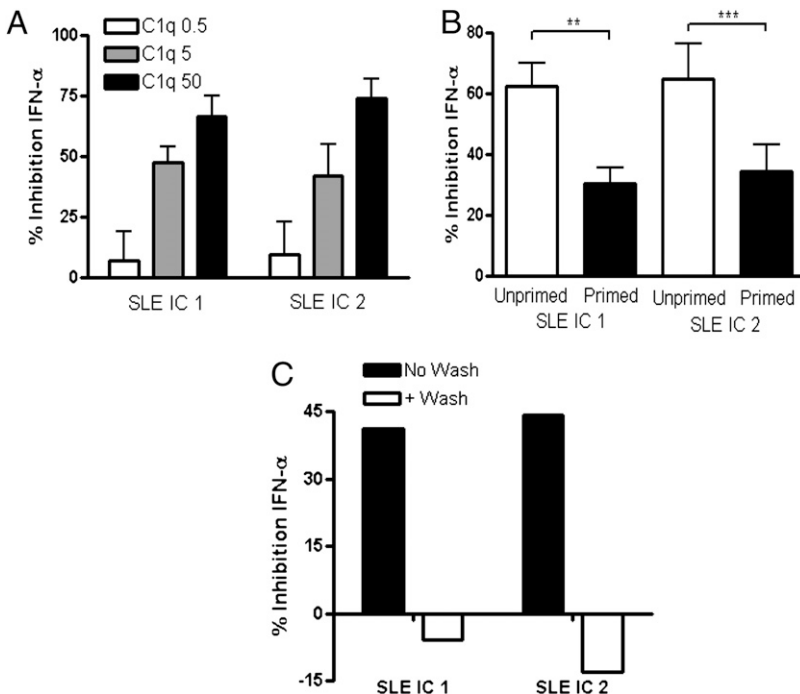 A
C1q 0.5
C1q 5
C1q 50
% Inhibition IFN-α
100
75
50
25
0
SLE IC 1
SLE IC 2
B
**
***
% Inhibition IFN-α
80
60
40
20
0
Unprimed Primed Unprimed Primed
SLE IC 1
SLE IC 2
C
No Wash
+ Wash
% Inhibition IFN-α
45
30
15
0
-15
SLE IC 1
SLE IC 2